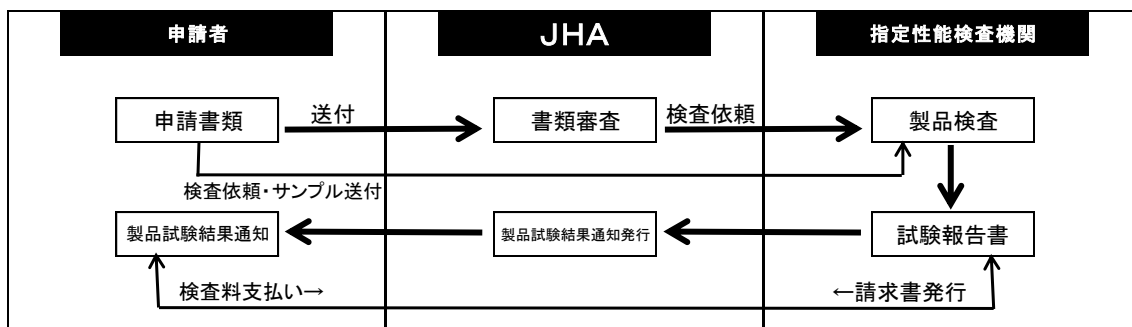 申請者
JHA
指定性能検査機関
申請書類
送付
書類審査
検査依頼
製品検査
検査依頼・サンプル送付
製品試験結果通知
製品試験結果通知発行
試験報告書
検査料支払い→
←請求書発行